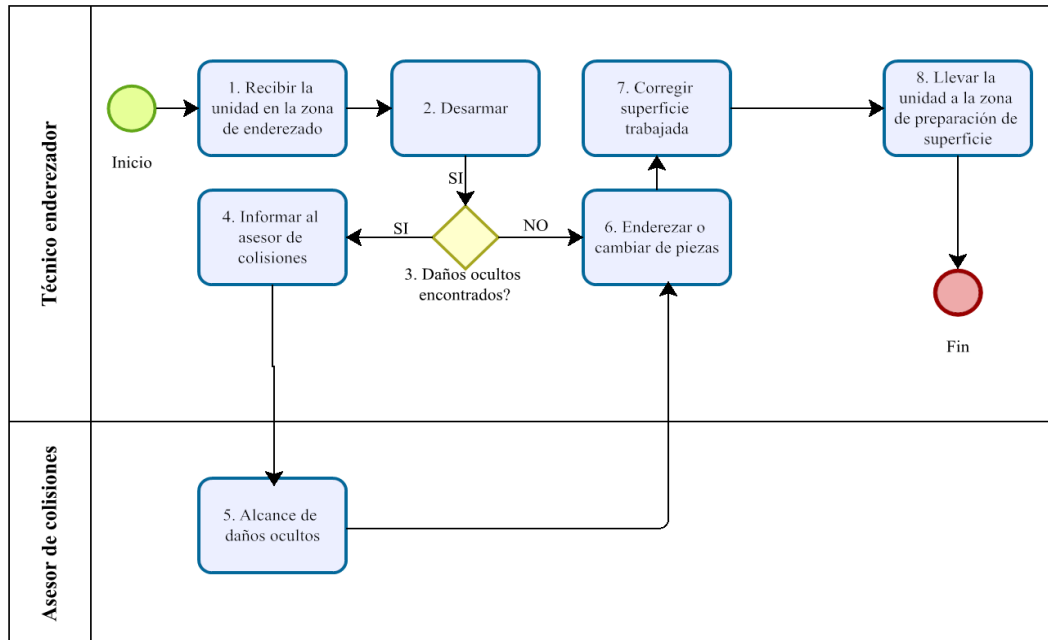 Técnico enderezador
Inicio
1. Recibir la
unidad en la zona
de enderezado
2. Desarmar
7. Corregir
superficie
trabajada
8. Llevar la
unidad a la zona
de preparación de
superficie
SI
4. Informar al
asesor de
colisiones
SI
NO
3. Daños ocultos
encontrados?
6. Enderezar o
cambiar de piezas
Fin
Asesor de colisiones
5. Alcance de
daños ocultos